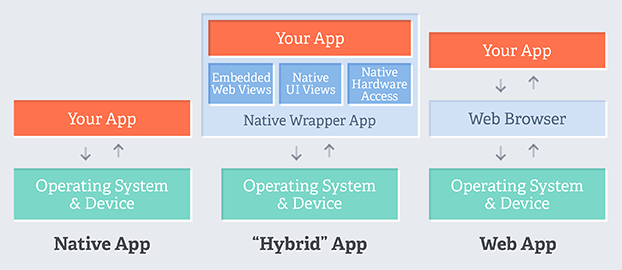 Your App
Operating System
& Device
Native App
Your App
Embedded
Web Views
Native
UI Views
Native
Hardware
Access
Native Wrapper App
Operating System
& Device
“Hybrid” App
Your App
Web Browser
Operating System
& Device
Web App